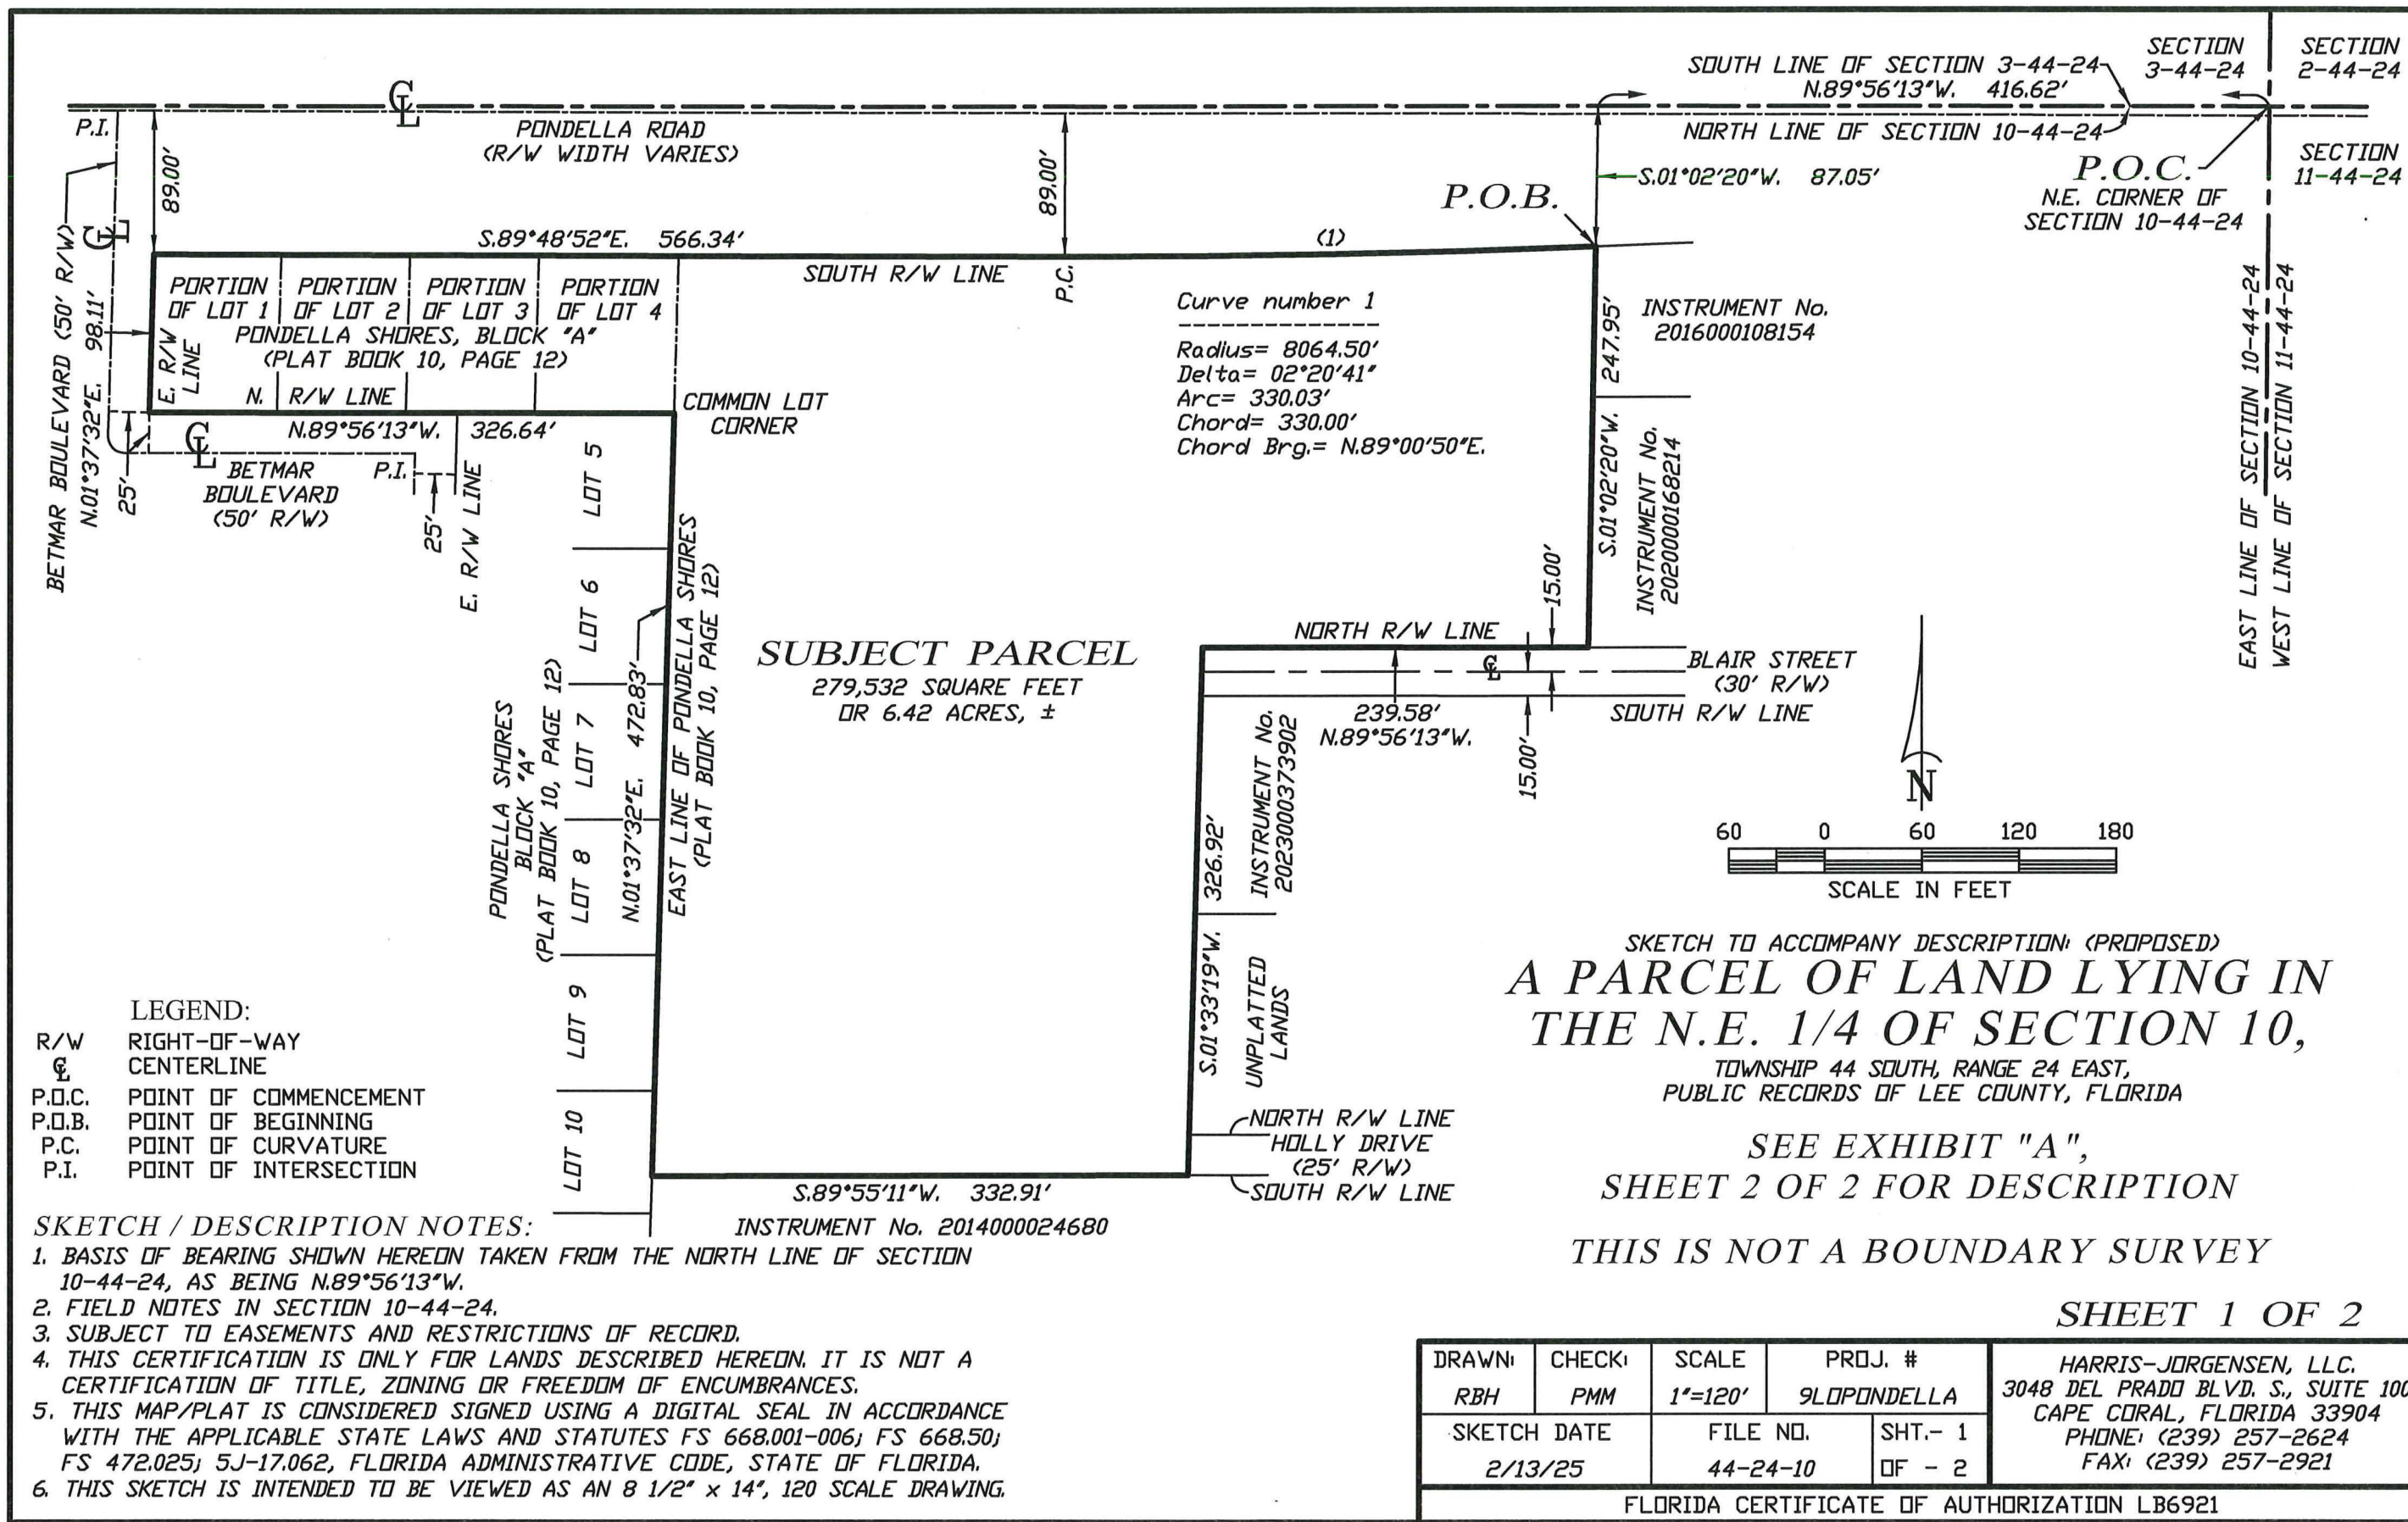 SECTION
3-44-24
SECTION
2-44-24
SOUTH LINE OF SECTION 3-44-24
N.89°56'13"W. 416.62'
NORTH LINE OF SECTION 10-44-24
SECTION
11-44-24
P.O.C.
N.E. CORNER OF
SECTION 10-44-24
S.01°02'20"W. 87.05'
P.O.B.
P.I.
CL
PONDELLA ROAD
(R/W WIDTH VARIES)
89.00'
89.00'
CL
BETMAR BOULEVARD (50' R/W)
N.01°37'32"E. 98.11'
S.89°48'52"E. 566.34'
(1)
SOUTH R/W LINE
P.C.
PORTION
OF LOT 1
PORTION
OF LOT 2
PORTION
OF LOT 3
PORTION
OF LOT 4
PONDELLA SHORES, BLOCK "A"
(PLAT BOOK 10, PAGE 12)
E. R/W
LINE
N. R/W LINE
COMMON LOT
CORNER
N.89°56'13"W. 326.64'
CL
25'
BETMAR
BOULEVARD
(50' R/W)
P.I.
25'
E. R/W LINE
Curve number 1
Radius= 8064.50'
Delta= 02°20'41"
Arc= 330.03'
Chord= 330.00'
Chord Brg.= N.89°00'50"E.
S.01°02'20"W. 247.95'
INSTRUMENT No.
2016000108154
INSTRUMENT No.
2020000168214
EAST LINE OF SECTION 10-44-24
WEST LINE OF SECTION 11-44-24
LOT 5
LOT 6
LOT 7
LOT 8
LOT 9
LOT 10
PONDELLA SHORES
BLOCK "A"
(PLAT BOOK 10, PAGE 12)
N.01°37'32"E. 472.83'
EAST LINE OF PONDELLA SHORES
(PLAT BOOK 10, PAGE 12)
SUBJECT PARCEL
279,532 SQUARE FEET
OR 6.42 ACRES, ±
NORTH R/W LINE
15.00'
CL
BLAIR STREET
(30' R/W)
SOUTH R/W LINE
239.58'
N.89°56'13"W.
15.00'
S.01°33'19"W. 326.92'
INSTRUMENT No.
2023000373902
UNPLATTED
LANDS
NORTH R/W LINE
HOLLY DRIVE
(25' R/W)
SOUTH R/W LINE
S.89°55'11"W. 332.91'
INSTRUMENT No. 2014000024680
N
60 0 60 120 180
SCALE IN FEET
SKETCH TO ACCOMPANY DESCRIPTION: (PROPOSED)
A PARCEL OF LAND LYING IN
THE N.E. 1/4 OF SECTION 10,
TOWNSHIP 44 SOUTH, RANGE 24 EAST,
PUBLIC RECORDS OF LEE COUNTY, FLORIDA
SEE EXHIBIT "A",
SHEET 2 OF 2 FOR DESCRIPTION
THIS IS NOT A BOUNDARY SURVEY
SHEET 1 OF 2
LEGEND:
R/W RIGHT-OF-WAY
CL CENTERLINE
P.O.C. POINT OF COMMENCEMENT
P.O.B. POINT OF BEGINNING
P.C. POINT OF CURVATURE
P.I. POINT OF INTERSECTION
SKETCH / DESCRIPTION NOTES:
1. BASIS OF BEARING SHOWN HEREON TAKEN FROM THE NORTH LINE OF SECTION
10-44-24, AS BEING N.89°56'13"W.
2. FIELD NOTES IN SECTION 10-44-24.
3. SUBJECT TO EASEMENTS AND RESTRICTIONS OF RECORD.
4. THIS CERTIFICATION IS ONLY FOR LANDS DESCRIBED HEREON. IT IS NOT A
CERTIFICATION OF TITLE, ZONING OR FREEDOM OF ENCUMBRANCES.
5. THIS MAP/PLAT IS CONSIDERED SIGNED USING A DIGITAL SEAL IN ACCORDANCE
WITH THE APPLICABLE STATE LAWS AND STATUTES FS 668.001-006; FS 668.50;
FS 472.025; 5J-17.062, FLORIDA ADMINISTRATIVE CODE, STATE OF FLORIDA.
6. THIS SKETCH IS INTENDED TO BE VIEWED AS AN 8 1/2" x 14", 120 SCALE DRAWING.
DRAWN: CHECK: SCALE PROJ. #
RBH PMM 1"=120' 9LOPONDELLA
SKETCH DATE FILE NO. SHT.- 1
2/13/25 44-24-10 OF - 2
HARRIS-JORGENSEN, LLC.
3048 DEL PRADO BLVD. S., SUITE 100
CAPE CORAL, FLORIDA 33904
PHONE: (239) 257-2624
FAX: (239) 257-2921
FLORIDA CERTIFICATE OF AUTHORIZATION LB6921